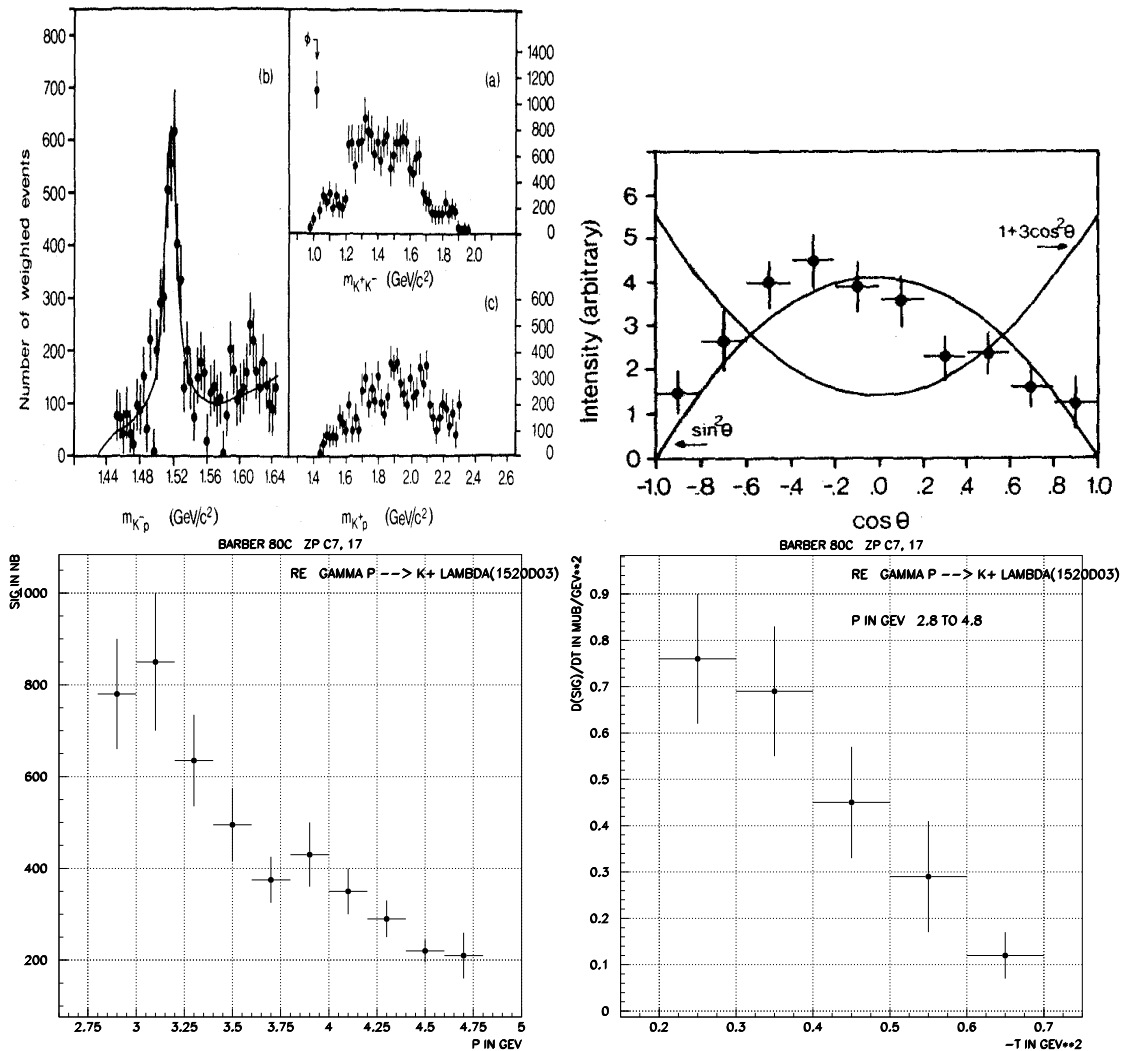 800
700
600
500
400
300
200
100
0
Number of weighted events
(b)
1.44
1.48
1.52
1.56
1.60
1.64
m K⁻p (GeV/c²)
ϕ
(a)
1400
1200
1000
800
600
400
200
0
1.0
1.2
1.4
1.6
1.8
2.0
m K⁺K⁻ (GeV/c²)
(c)
600
500
400
300
200
100
0
1.4
1.6
1.8
2.0
2.2
2.4
2.6
m K⁺p (GeV/c²)
6
5
4
3
2
1
0
Intensity (arbitrary)
1+3cos²θ
sin²θ
-1.0 -.8 -.6 -.4 -.2 .0 .2 .4 .6 .8 1.0
cos θ
BARBER 80C ZP C7, 17
RE GAMMA P --> K+ LAMBDA(1520D03)
SIG IN NB
1000
800
600
400
200
2.75 3 3.25 3.5 3.75 4 4.25 4.5 4.75 5
P IN GEV
BARBER 80C ZP C7, 17
RE GAMMA P --> K+ LAMBDA(1520D03)
P IN GEV 2.8 TO 4.8
D(SIG)/DT IN MUB/GEV**2
0.9
0.8
0.7
0.6
0.5
0.4
0.3
0.2
0.1
0
0.2 0.3 0.4 0.5 0.6 0.7
-T IN GEV**2